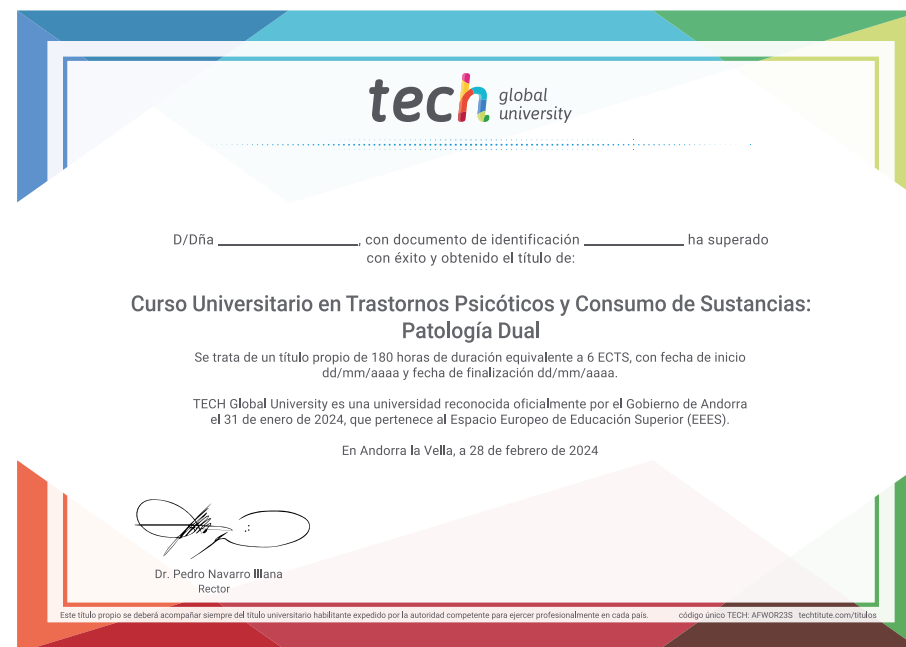 tech global university
D/Dña ____________________, con documento de identificación ______________ ha superado
con éxito y obtenido el título de:
Curso Universitario en Trastornos Psicóticos y Consumo de Sustancias:
Patología Dual
Se trata de un título propio de 180 horas de duración equivalente a 6 ECTS, con fecha de inicio
dd/mm/aaaa y fecha de finalización dd/mm/aaaa.
TECH Global University es una universidad reconocida oficialmente por el Gobierno de Andorra
el 31 de enero de 2024, que pertenece al Espacio Europeo de Educación Superior (EEES).
En Andorra la Vella, a 28 de febrero de 2024
Dr. Pedro Navarro Illana
Rector
Este título propio se deberá acompañar siempre del título universitario habilitante expedido por la autoridad competente para ejercer profesionalmente en cada país. código único TECH: AFWOR23S techtitute.com/titulos